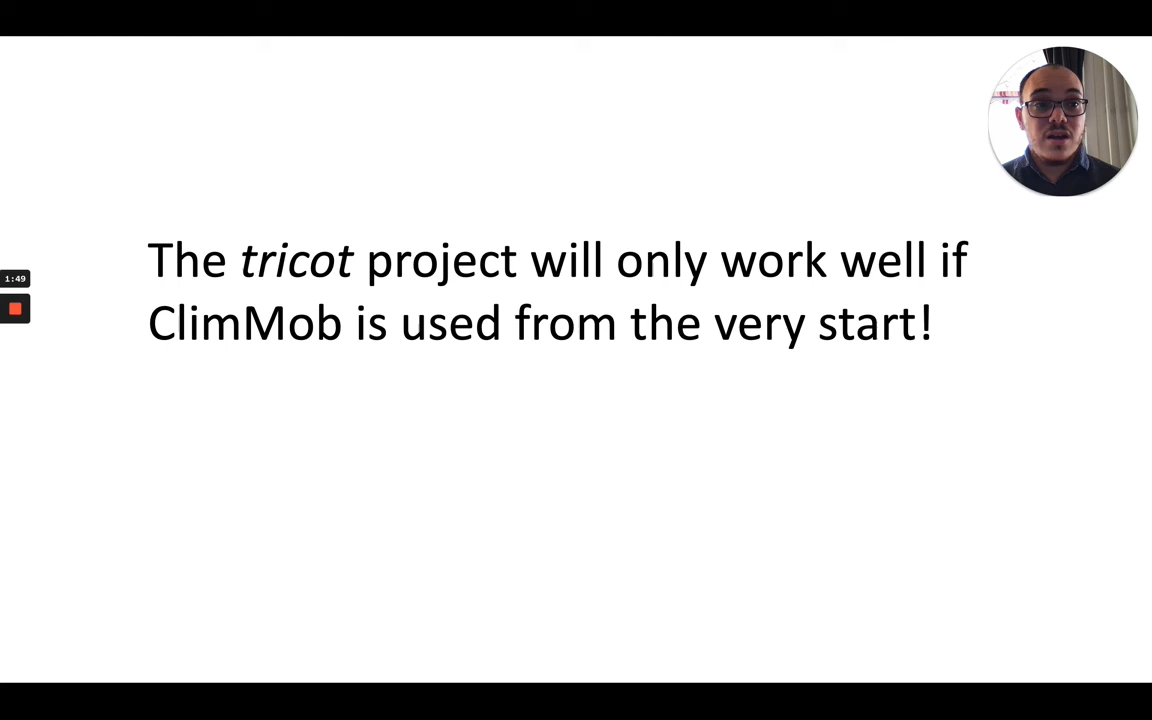 The tricot project will only work well if
ClimMob is used from the very start!
1:49